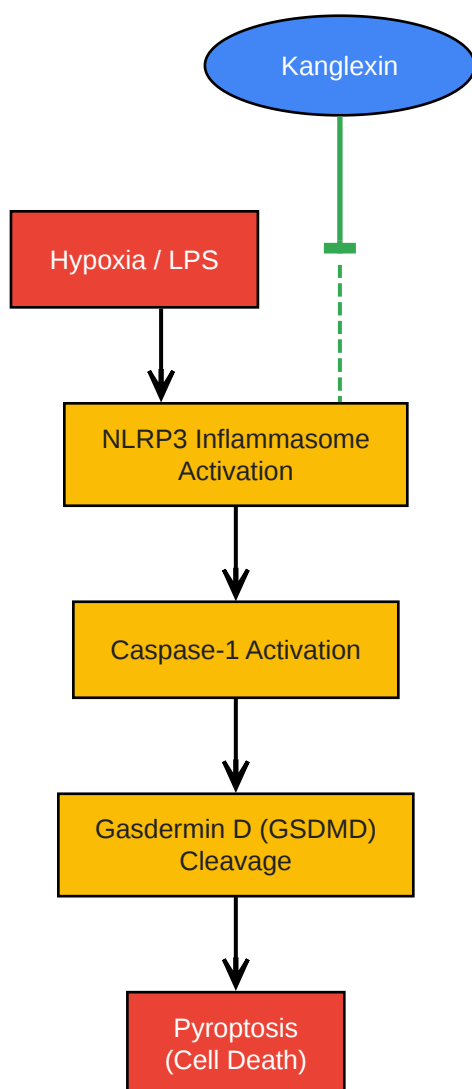 Kanglexin
Hypoxia / LPS
NLRP3 Inflammasome
Activation
Caspase-1 Activation
Gasdermin D (GSDMD)
Cleavage
Pyroptosis
(Cell Death)